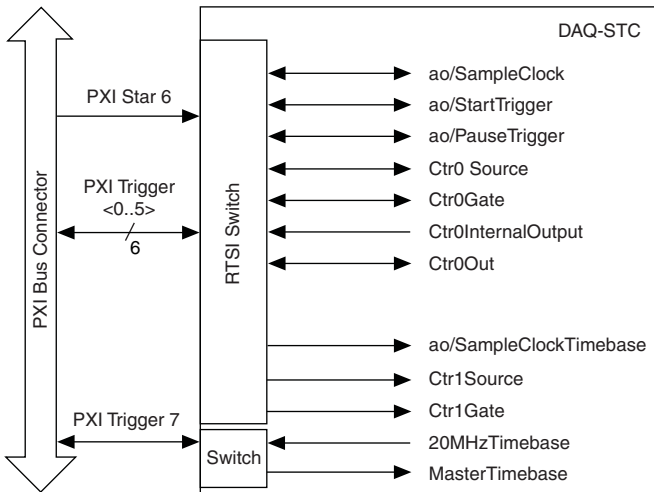 DAQ-STC
PXI Bus Connector
PXI Star 6
PXI Trigger
<0..5>
6
PXI Trigger 7
RTSI Switch
Switch
ao/SampleClock
ao/StartTrigger
ao/PauseTrigger
Ctr0 Source
Ctr0Gate
Ctr0InternalOutput
Ctr0Out
ao/SampleClockTimebase
Ctr1Source
Ctr1Gate
20MHzTimebase
MasterTimebase